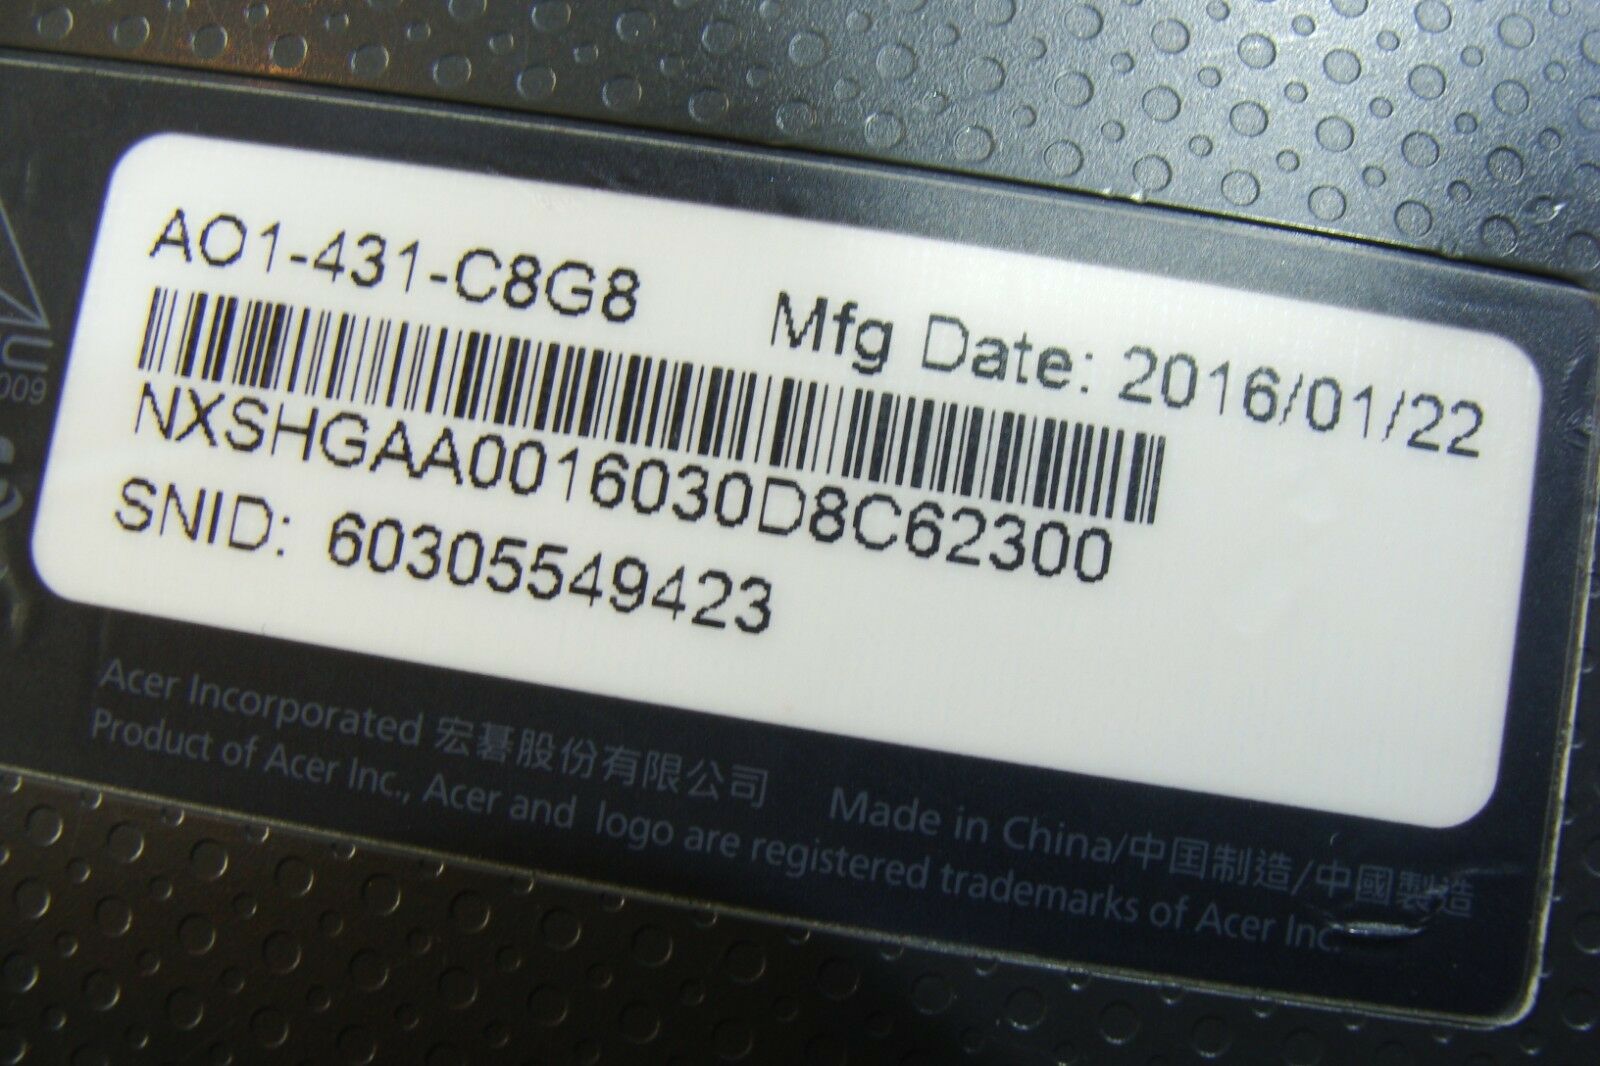 AO1-431-C8G8 Mfg Date: 2016/01/22
NXSHGAA0016030D8C62300
SNID: 60305549423
Acer Incorporated 宏碁股份有限公司 Made in China/中国制造/中國製造
Product of Acer Inc., Acer and logo are registered trademarks of Acer Inc.